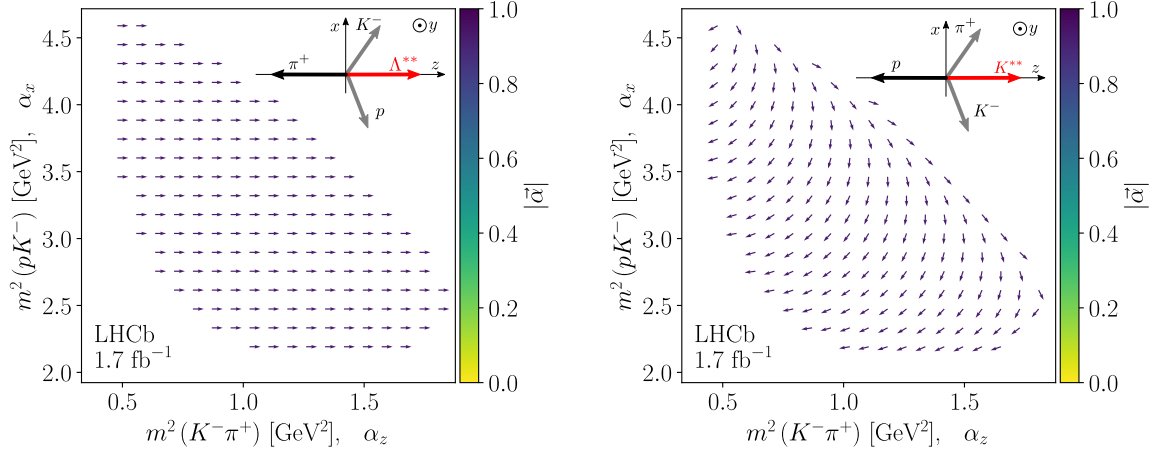 4.5
4.0
3.5
3.0
2.5
2.0
m² (pK⁻) [GeV²], α_x
x
K⁻
⊙ y
π⁺
Λ**
z
p
LHCb
1.7 fb⁻¹
0.5
1.0
1.5
m² (K⁻π⁺) [GeV²], α_z
1.0
0.8
0.6
0.4
0.2
0.0
|α⃗|
4.5
4.0
3.5
3.0
2.5
2.0
m² (pK⁻) [GeV²], α_x
x
π⁺
⊙ y
p
K**
z
K⁻
LHCb
1.7 fb⁻¹
0.5
1.0
1.5
m² (K⁻π⁺) [GeV²], α_z
1.0
0.8
0.6
0.4
0.2
0.0
|α⃗|